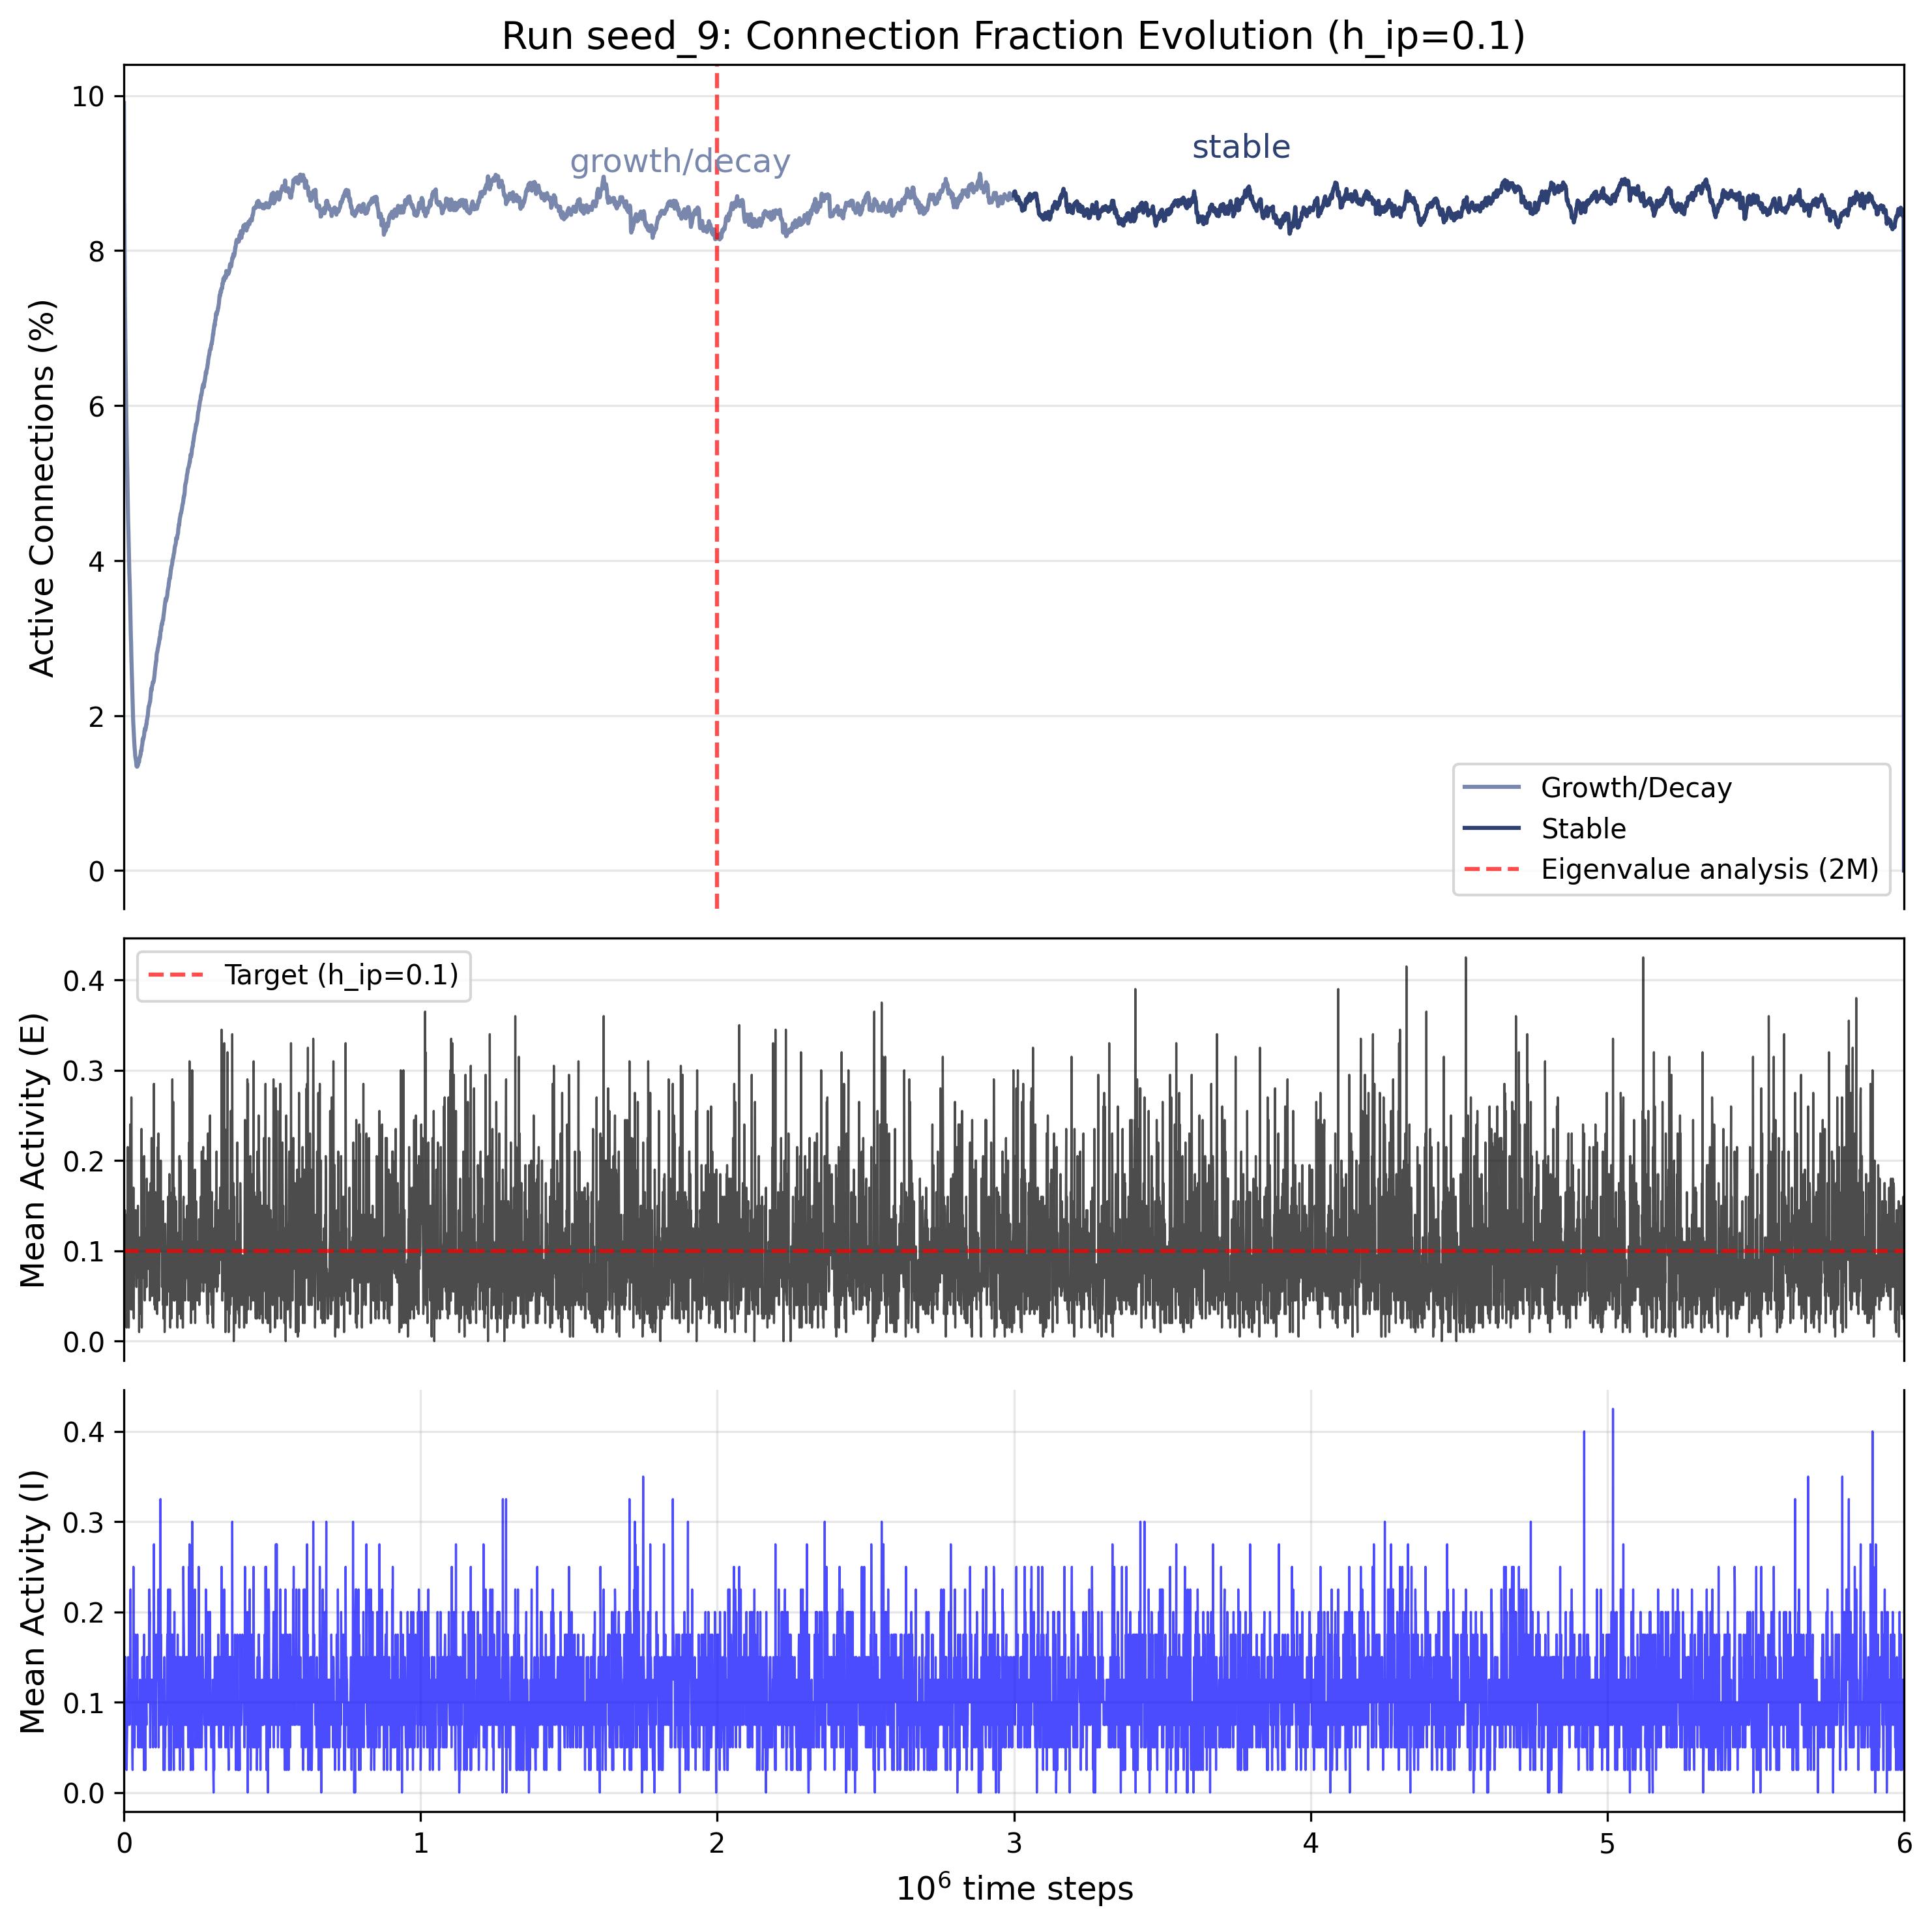 Run seed_9: Connection Fraction Evolution (h_ip=0.1)
Active Connections (%)
10
8
6
4
2
0
growth/decay
stable
Growth/Decay
Stable
Eigenvalue analysis (2M)
Mean Activity (E)
0.4
0.3
0.2
0.1
0.0
Target (h_ip=0.1)
Mean Activity (I)
0.4
0.3
0.2
0.1
0.0
0 1 2 3 4 5 6
10⁶ time steps